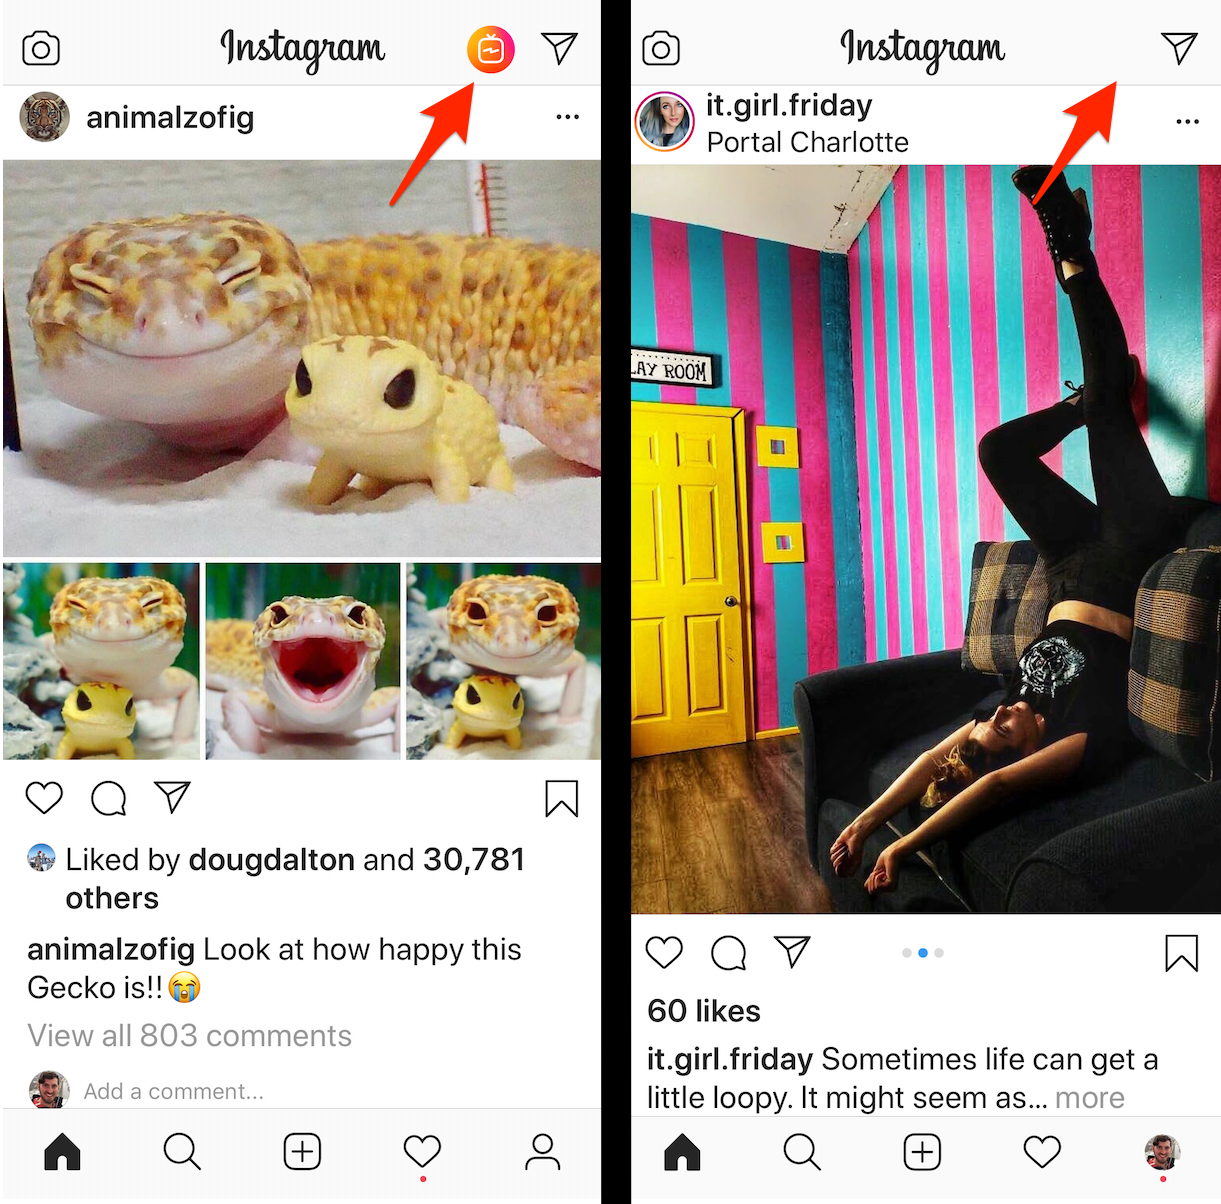 Instagram
animalzofig
Liked by dougdalton and 30,781
others
animalzofig Look at how happy this
Gecko is!!😭
View all 803 comments
Add a comment...
Instagram
it.girl.friday
Portal Charlotte
LAY ROOM
60 likes
it.girl.friday Sometimes life can get a
little loopy. It might seem as... more